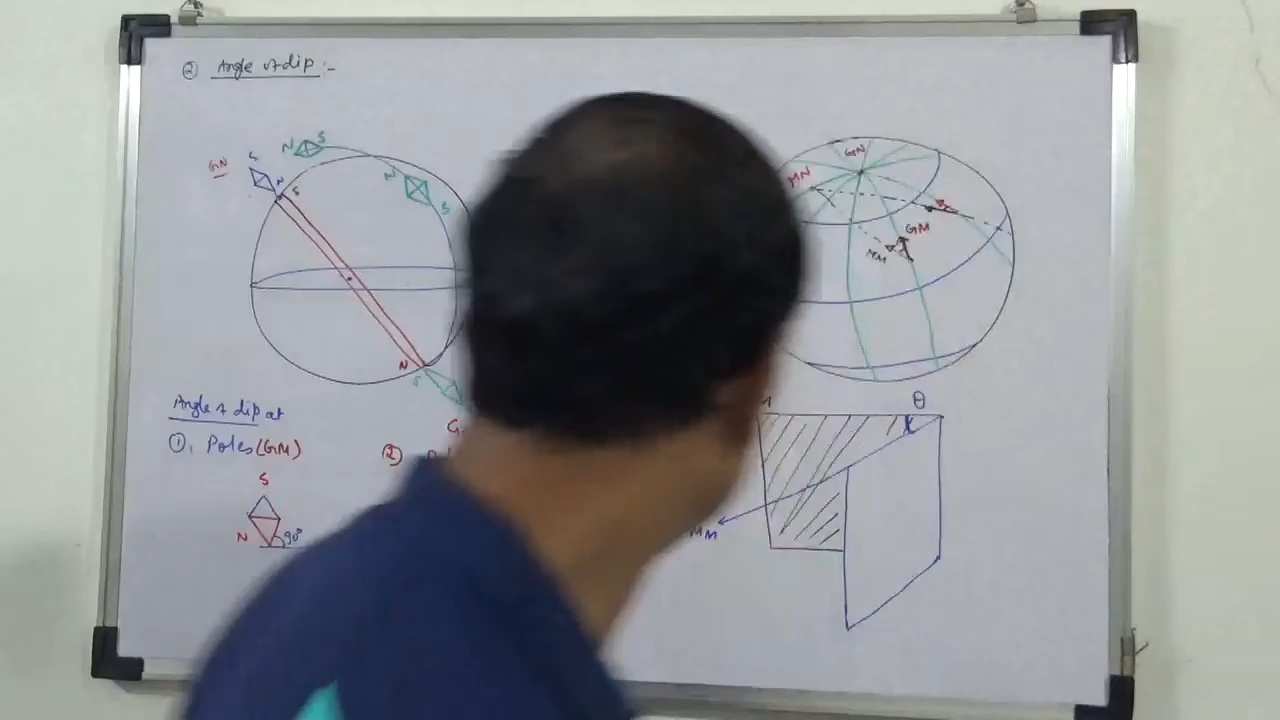 ② Angle of dip :-
GN
S
N
S
N S
N
S
N
S
Angle of dip at
①, Poles (GM)
②
S
N
90°
GN
MN
GM
MM
θ
MM